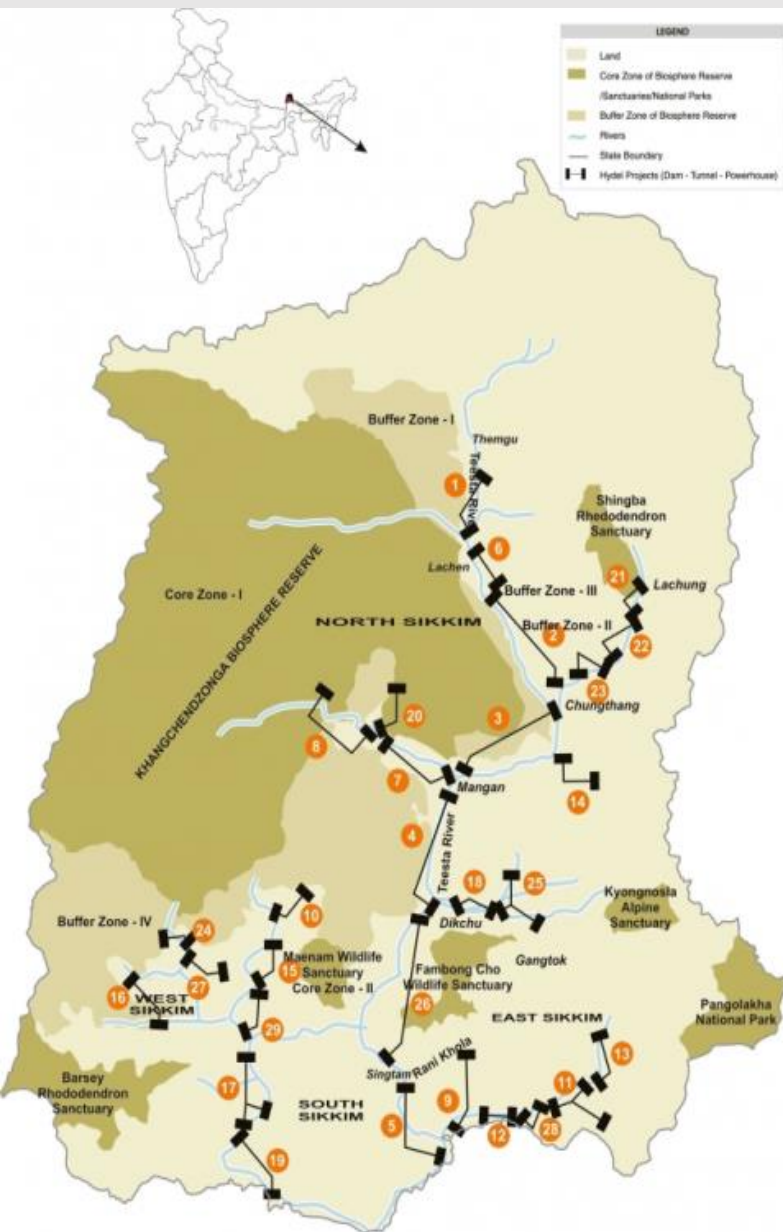 LEGEND
Land
Core Zone of Biosphere Reserve
/Sanctuaries/National Parks
Buffer Zone of Biosphere Reserve
Rivers
State Boundary
Hydel Projects (Dam - Tunnel - Powerhouse)
Buffer Zone - I
Themgu
Teesta River
1
Shingba
Rhedodendron
Sanctuary
6
Lachen
21
Lachung
Core Zone - I
Buffer Zone - III
KHANGCHENDZONGA BIOSPHERE RESERVE
NORTH SIKKIM
Buffer Zone - II
2
22
23
Chungthang
20
3
8
7
Mangan
14
4
Teesta River
18
25
10
Kyongnosla
Alpine
Sanctuary
Buffer Zone - IV
24
Dikchu
Gangtok
Maenam Wildlife
Sanctuary
Core Zone - II
15
Fambong Cho
Wildlife Sanctuary
26
16
WEST
SIKKIM
27
Pangolakha
National Park
EAST SIKKIM
29
Rani Khola
13
Singtam
Barsey
Rhododendron
Sanctuary
17
SOUTH
SIKKIM
11
5
9
12
28
19